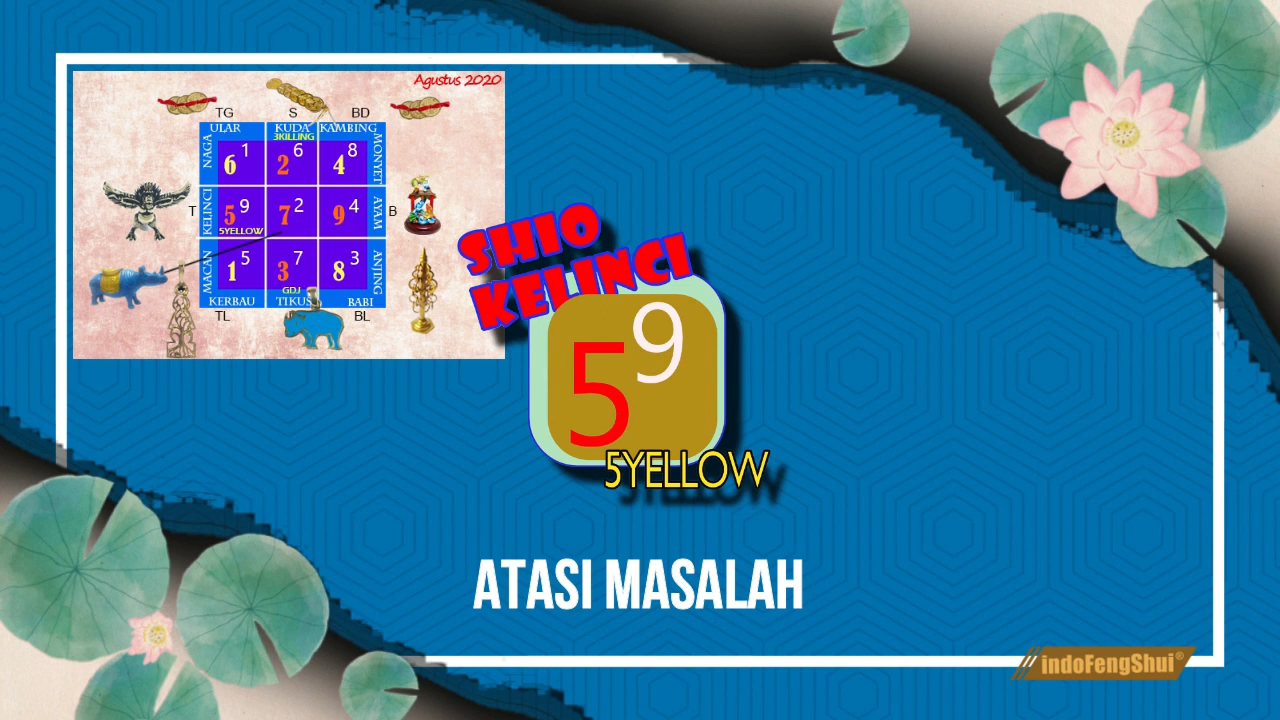 Agustus 2020
TG S BD
ULAR KUDA KAMBING
3KILLING
NAGA
6 1
2 6
4 8
MONYET
T
KELINCI
5 9
5YELLOW
7 2
9 4
AYAM
B
MACAN
1 5
3 7
8 3
ANJING
GDJ
KERBAU TIKUS BABI
TL BL
SHIO
KELINCI
5 9
5YELLOW
ATASI MASALAH
indoFengShui®